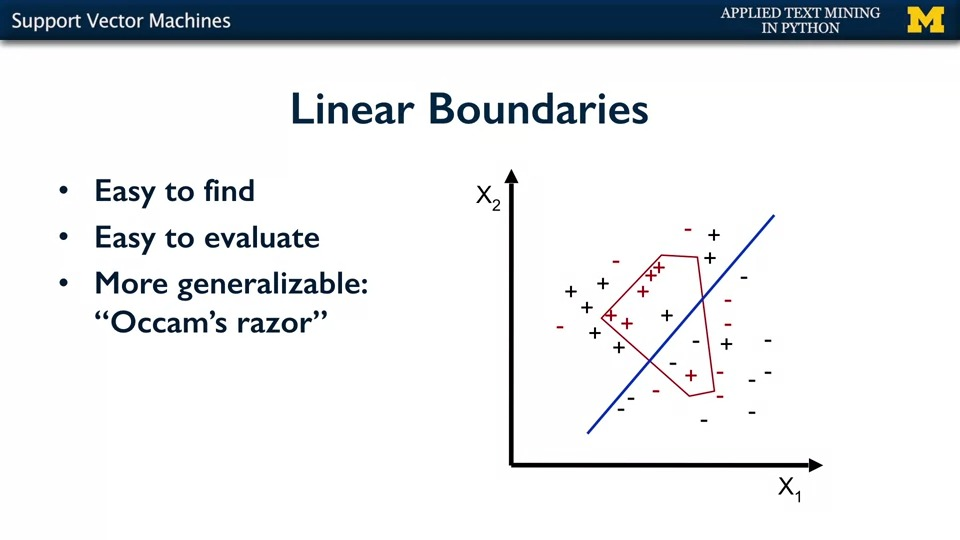 Support Vector Machines
APPLIED TEXT MINING
IN PYTHON
M
Linear Boundaries
• Easy to find
• Easy to evaluate
• More generalizable:
“Occam’s razor”
X2
X1